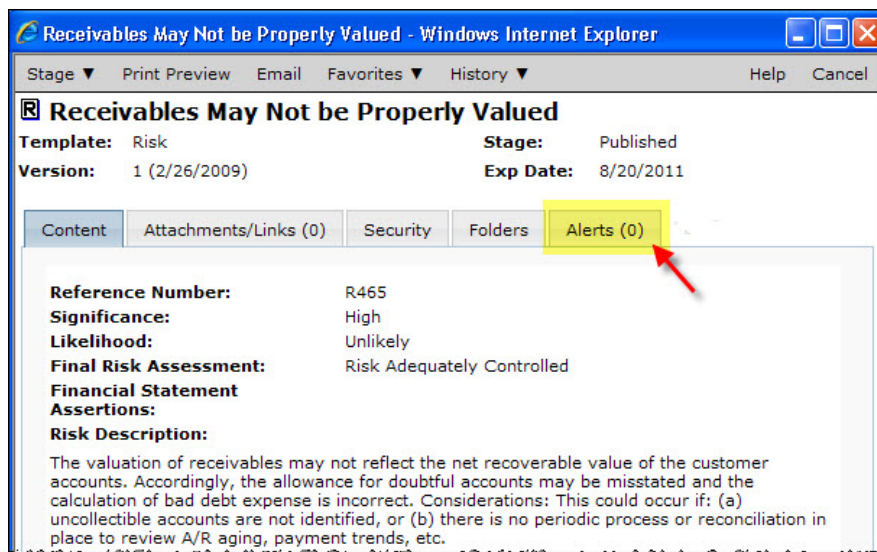 Receivables May Not be Properly Valued - Windows Internet Explorer
Stage ▼ Print Preview Email Favorites ▼ History ▼ Help Cancel
R Receivables May Not be Properly Valued
Template: Risk Stage: Published
Version: 1 (2/26/2009) Exp Date: 8/20/2011
Content Attachments/Links (0) Security Folders Alerts (0)
Reference Number: R465
Significance: High
Likelihood: Unlikely
Final Risk Assessment: Risk Adequately Controlled
Financial Statement
Assertions:
Risk Description:
The valuation of receivables may not reflect the net recoverable value of the customer
accounts. Accordingly, the allowance for doubtful accounts may be misstated and the
calculation of bad debt expense is incorrect. Considerations: This could occur if: (a)
uncollectible accounts are not identified, or (b) there is no periodic process or reconciliation in
place to review A/R aging, payment trends, etc.